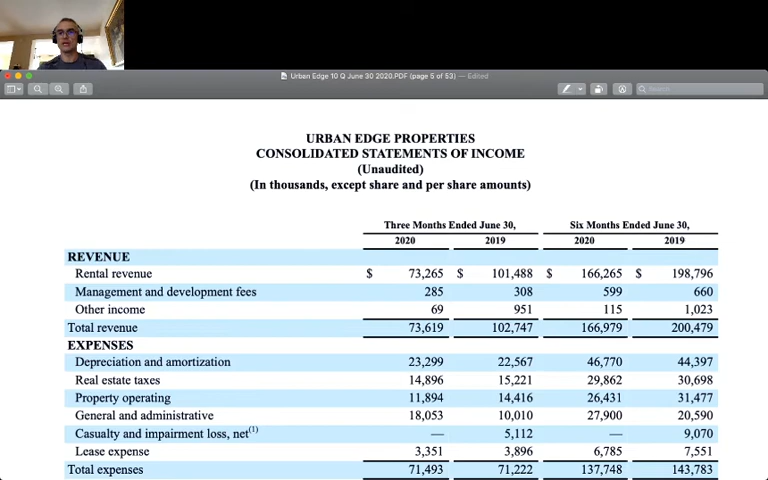 Urban Edge 10 Q June 30 2020.PDF (page 5 of 53) — Edited
Search
URBAN EDGE PROPERTIES
CONSOLIDATED STATEMENTS OF INCOME
(Unaudited)
(In thousands, except share and per share amounts)
Three Months Ended June 30, Six Months Ended June 30,
2020 2019 2020 2019
REVENUE
Rental revenue $ 73,265 $ 101,488 $ 166,265 $ 198,796
Management and development fees 285 308 599 660
Other income 69 951 115 1,023
Total revenue 73,619 102,747 166,979 200,479
EXPENSES
Depreciation and amortization 23,299 22,567 46,770 44,397
Real estate taxes 14,896 15,221 29,862 30,698
Property operating 11,894 14,416 26,431 31,477
General and administrative 18,053 10,010 27,900 20,590
Casualty and impairment loss, net(1) — 5,112 — 9,070
Lease expense 3,351 3,896 6,785 7,551
Total expenses 71,493 71,222 137,748 143,783